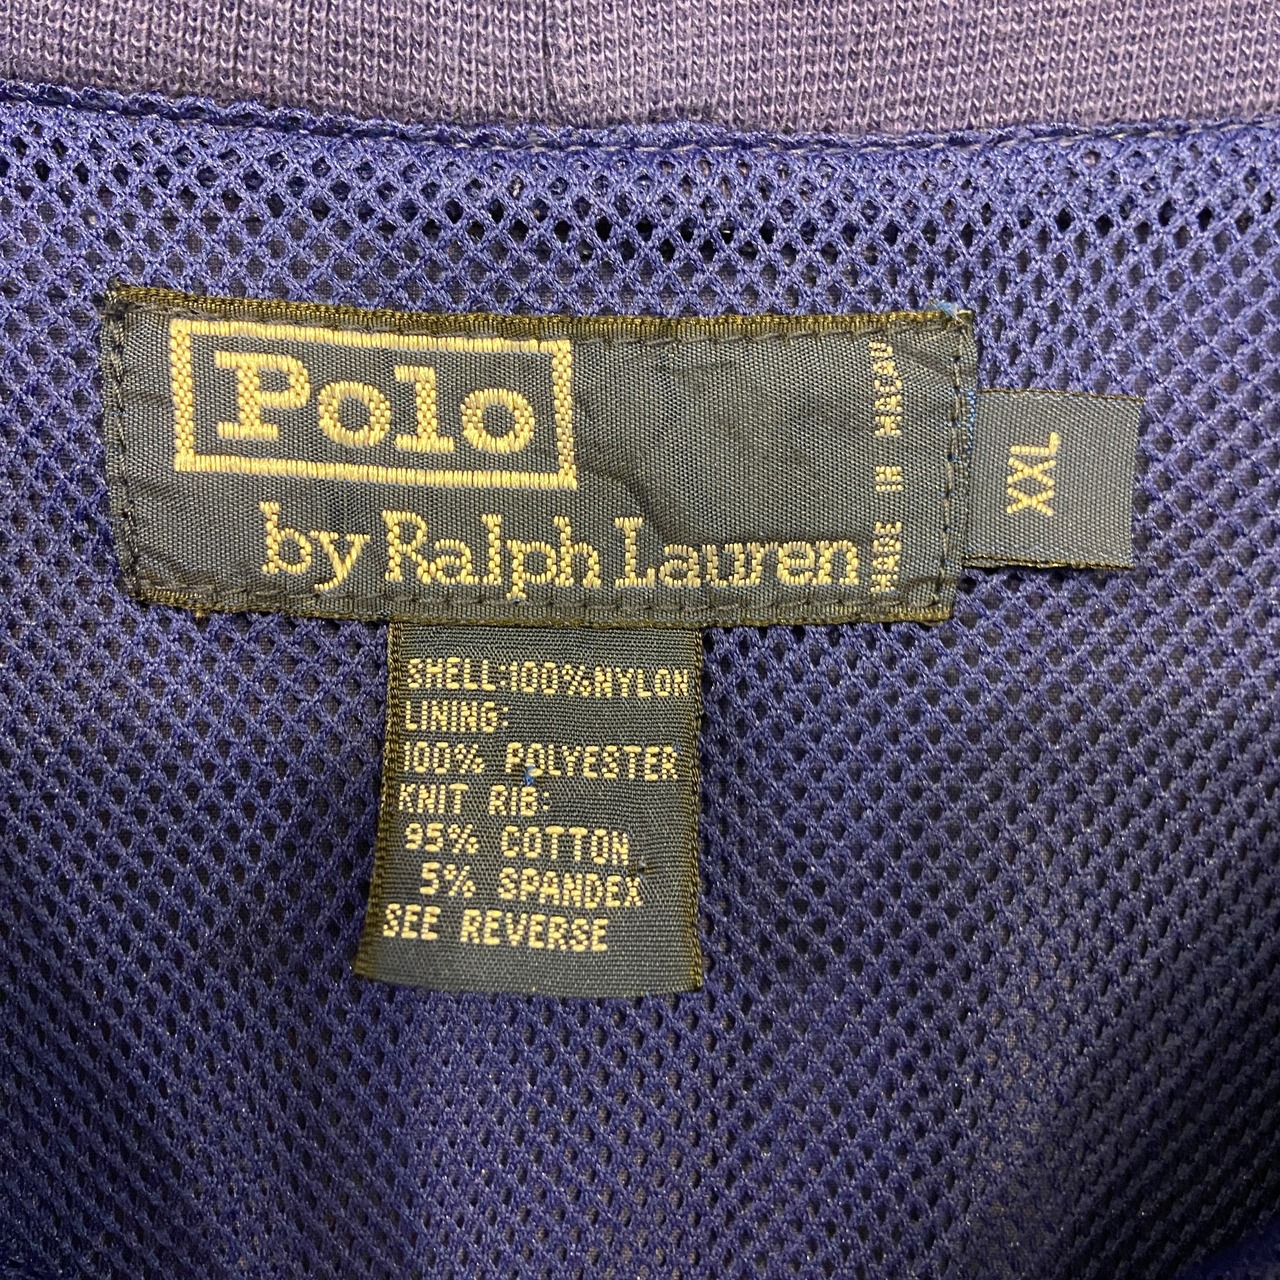 Polo
by Ralph Lauren
MADE IN MACAU
XXL
SHELL:100%NYLON
LINING:
100% POLYESTER
KNIT RIB:
95% COTTON
5% SPANDEX
SEE REVERSE